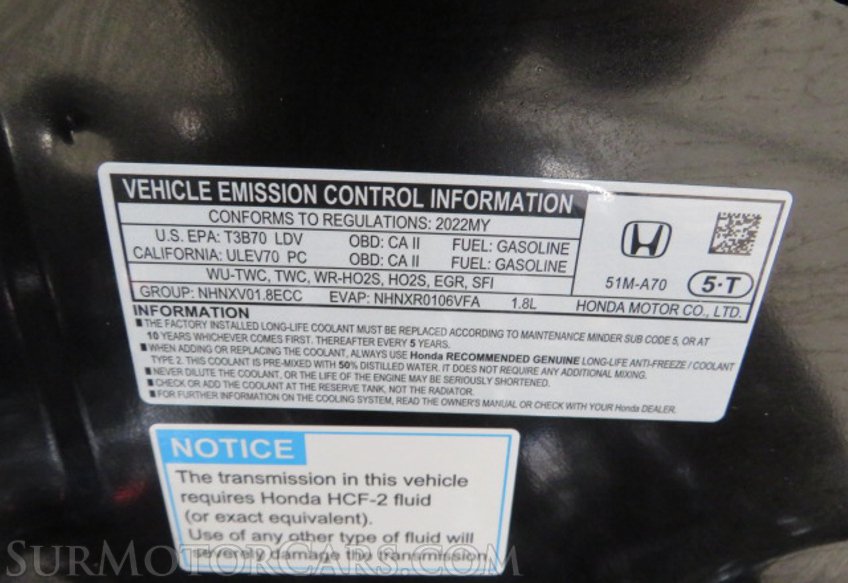 VEHICLE EMISSION CONTROL INFORMATION
CONFORMS TO REGULATIONS: 2022MY
U.S. EPA: T3B70 LDV OBD: CA II FUEL: GASOLINE
CALIFORNIA: ULEV70 PC OBD: CA II FUEL: GASOLINE
WU-TWC, TWC, WR-HO2S, HO2S, EGR, SFI
GROUP: NHNXV01.8ECC EVAP: NHNXR0106VFA 1.8L
51M-A70 5·T
HONDA MOTOR CO., LTD.
INFORMATION
■THE FACTORY INSTALLED LONG-LIFE COOLANT MUST BE REPLACED ACCORDING TO MAINTENANCE MINDER SUB CODE 5, OR AT
10 YEARS WHICHEVER COMES FIRST. THEREAFTER EVERY 5 YEARS.
■WHEN ADDING OR REPLACING THE COOLANT, ALWAYS USE Honda RECOMMENDED GENUINE LONG-LIFE ANTI-FREEZE / COOLANT
TYPE 2. THIS COOLANT IS PRE-MIXED WITH 50% DISTILLED WATER. IT DOES NOT REQUIRE ANY ADDITIONAL MIXING.
■NEVER DILUTE THE COOLANT, OR THE LIFE OF THE ENGINE MAY BE SERIOUSLY SHORTENED.
■CHECK OR ADD THE COOLANT AT THE RESERVE TANK, NOT THE RADIATOR.
■FOR FURTHER INFORMATION ON THE COOLING SYSTEM, READ THE OWNER'S MANUAL OR CHECK WITH YOUR Honda DEALER.
NOTICE
The transmission in this vehicle
requires Honda HCF-2 fluid
(or exact equivalent).
Use of any other type of fluid will
severely damage the transmission.
SurMotorCars.com